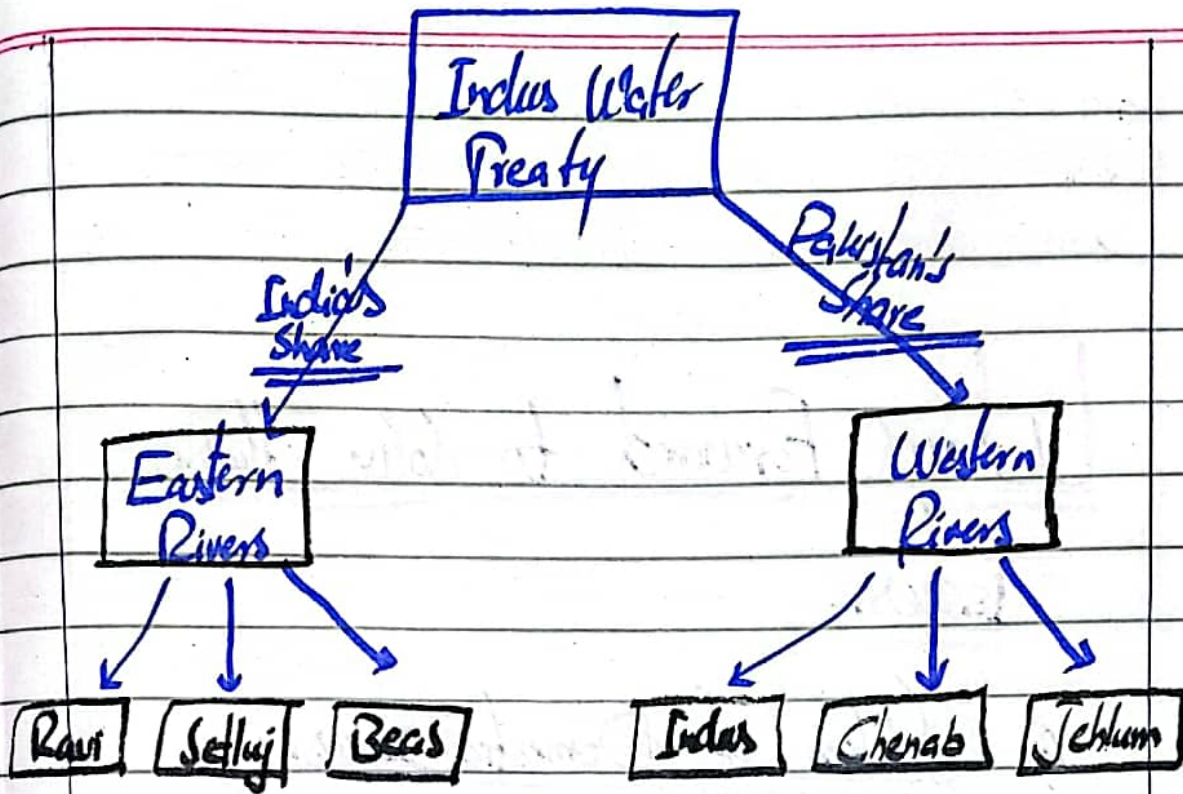 Indus Water
Treaty
India's
Share
Pakistan's
Share
Eastern
Rivers
Western
Rivers
Ravi
Setluj
Beas
Indus
Chenab
Jehlum